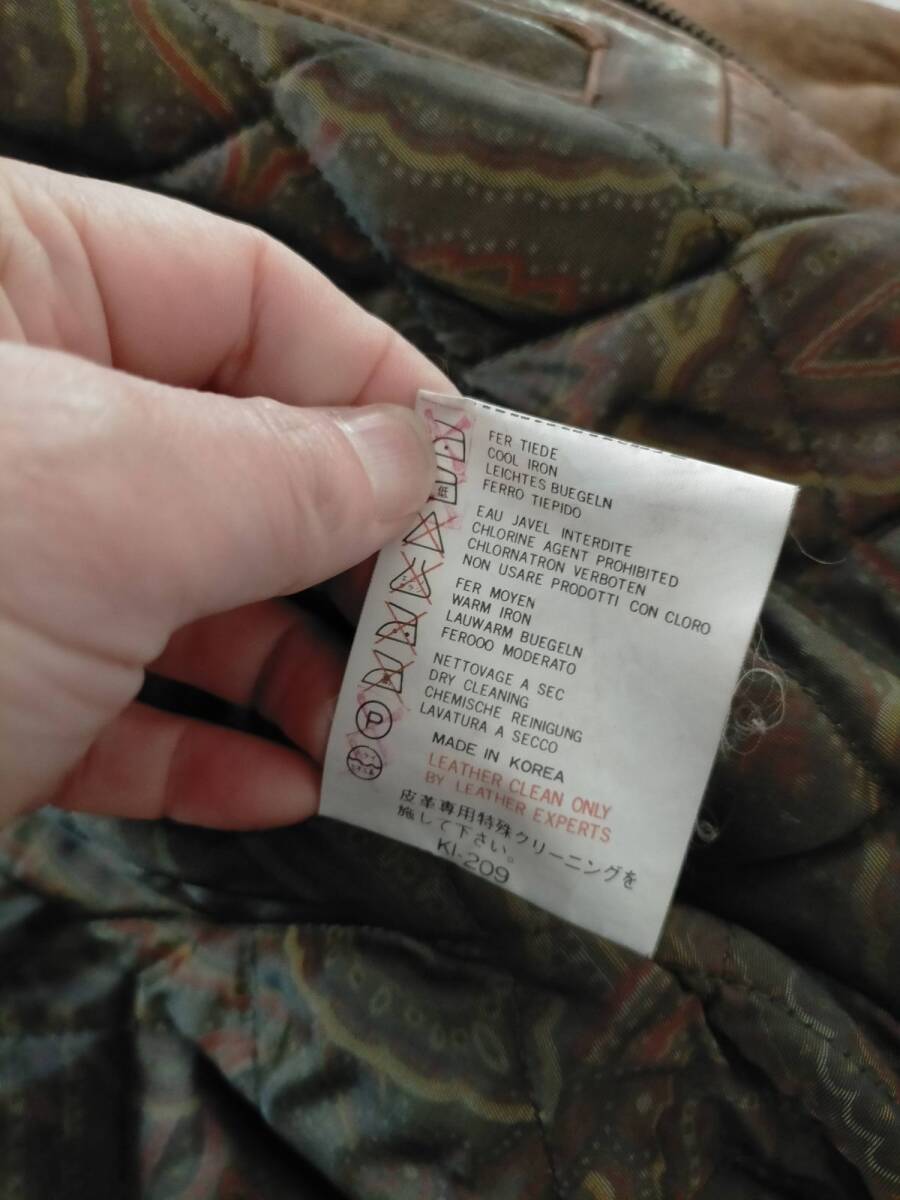 低
FER TIEDE
COOL IRON
LEICHTES BUEGELN
FERRO TIEPIDO
EAU JAVEL INTERDITE
CHLORINE AGENT PROHIBITED
CHLORNATRON VERBOTEN
NON USARE PRODOTTI CON CLORO
FER MOYEN
WARM IRON
LAUWARM BUEGELN
FEROOO MODERATO
NETTOVAGE A SEC
DRY CLEANING
CHEMISCHE REINIGUNG
LAVATURA A SECCO
P
MADE IN KOREA
LEATHER CLEAN ONLY
BY LEATHER EXPERTS
皮革専用特殊クリーニングを
施して下さい。
KI-209